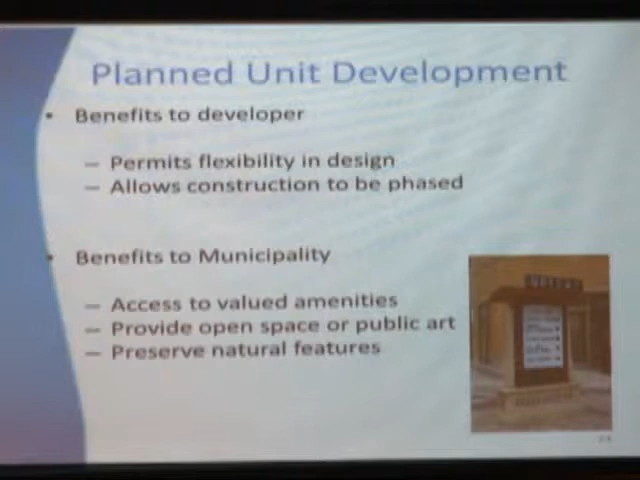 Planned Unit Development
• Benefits to developer
– Permits flexibility in design
– Allows construction to be phased
• Benefits to Municipality
– Access to valued amenities
– Provide open space or public art
– Preserve natural features